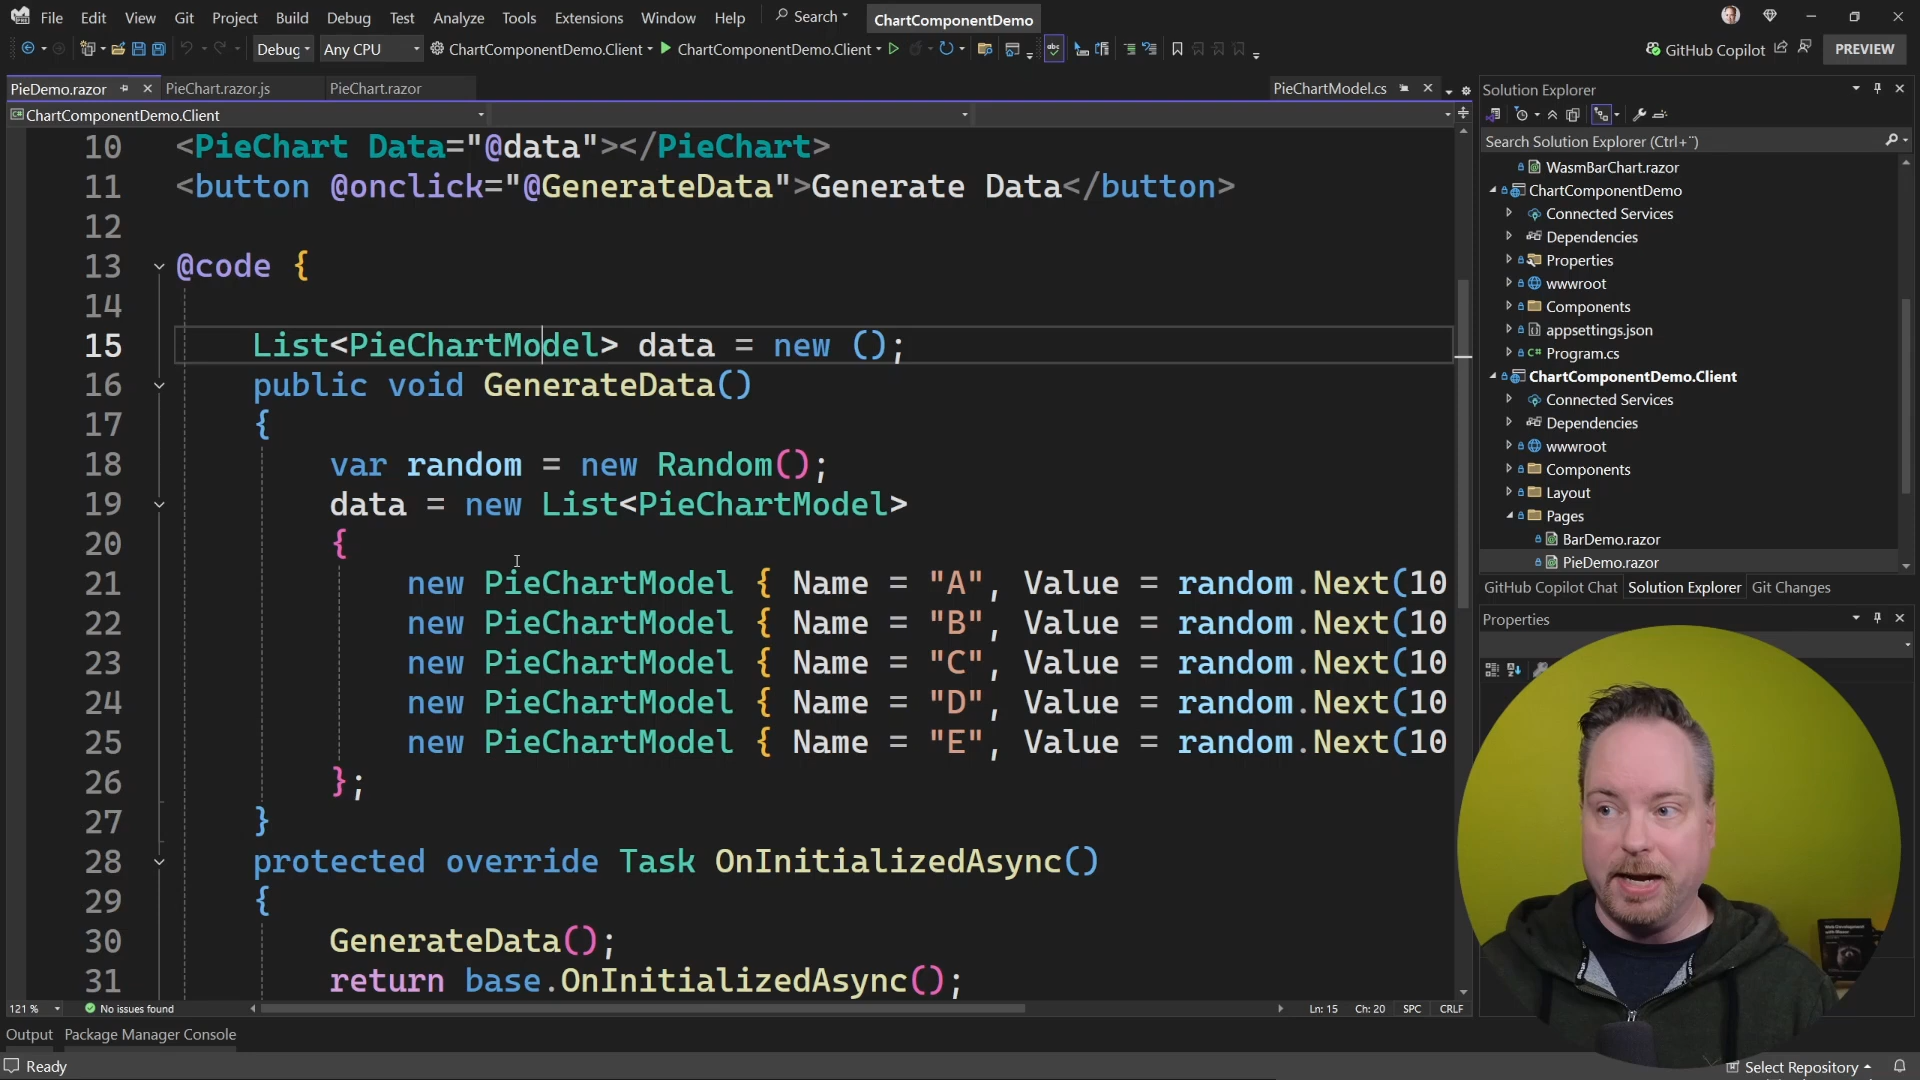 File Edit View Git Project Build Debug Test Analyze Tools Extensions Window Help Search ChartComponentDemo
Debug Any CPU ChartComponentDemo.Client ChartComponentDemo.Client GitHub Copilot PREVIEW
PieDemo.razor PieChart.razor.js PieChart.razor PieChartModel.cs
ChartComponentDemo.Client
10 <PieChart Data="@data"></PieChart>
11 <button @onclick="@GenerateData">Generate Data</button>
12
13 @code {
14
15 List<PieChartModel> data = new ();
16 public void GenerateData()
17 {
18 var random = new Random();
19 data = new List<PieChartModel>
20 {
21 new PieChartModel { Name = "A", Value = random.Next(10
22 new PieChartModel { Name = "B", Value = random.Next(10
23 new PieChartModel { Name = "C", Value = random.Next(10
24 new PieChartModel { Name = "D", Value = random.Next(10
25 new PieChartModel { Name = "E", Value = random.Next(10
26 };
27 }
28 protected override Task OnInitializedAsync()
29 {
30 GenerateData();
31 return base.OnInitializedAsync();
121 % No issues found Ln: 15 Ch: 20 SPC CRLF
Output Package Manager Console
Ready Select Repository
Solution Explorer
Search Solution Explorer (Ctrl+¨)
WasmBarChart.razor
ChartComponentDemo
Connected Services
Dependencies
Properties
wwwroot
Components
appsettings.json
C# Program.cs
ChartComponentDemo.Client
Connected Services
Dependencies
wwwroot
Components
Layout
Pages
BarDemo.razor
PieDemo.razor
GitHub Copilot Chat Solution Explorer Git Changes
Properties